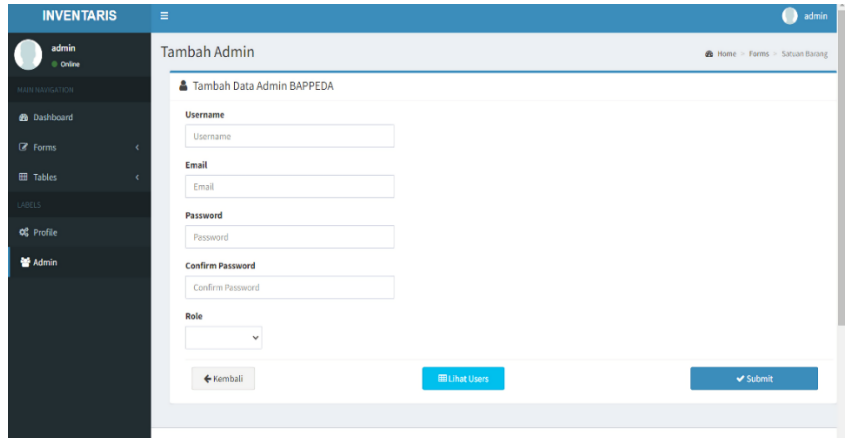 INVENTARIS
admin
admin
Online
Tambah Admin
Home > Forms > Satuan Barang
MAIN NAVIGATION
Dashboard
Forms
Tables
LABELS
Profile
Admin
Tambah Data Admin BAPPEDA
Username
Username
Email
Email
Password
Password
Confirm Password
Confirm Password
Role
Kembali
Lihat Users
Submit